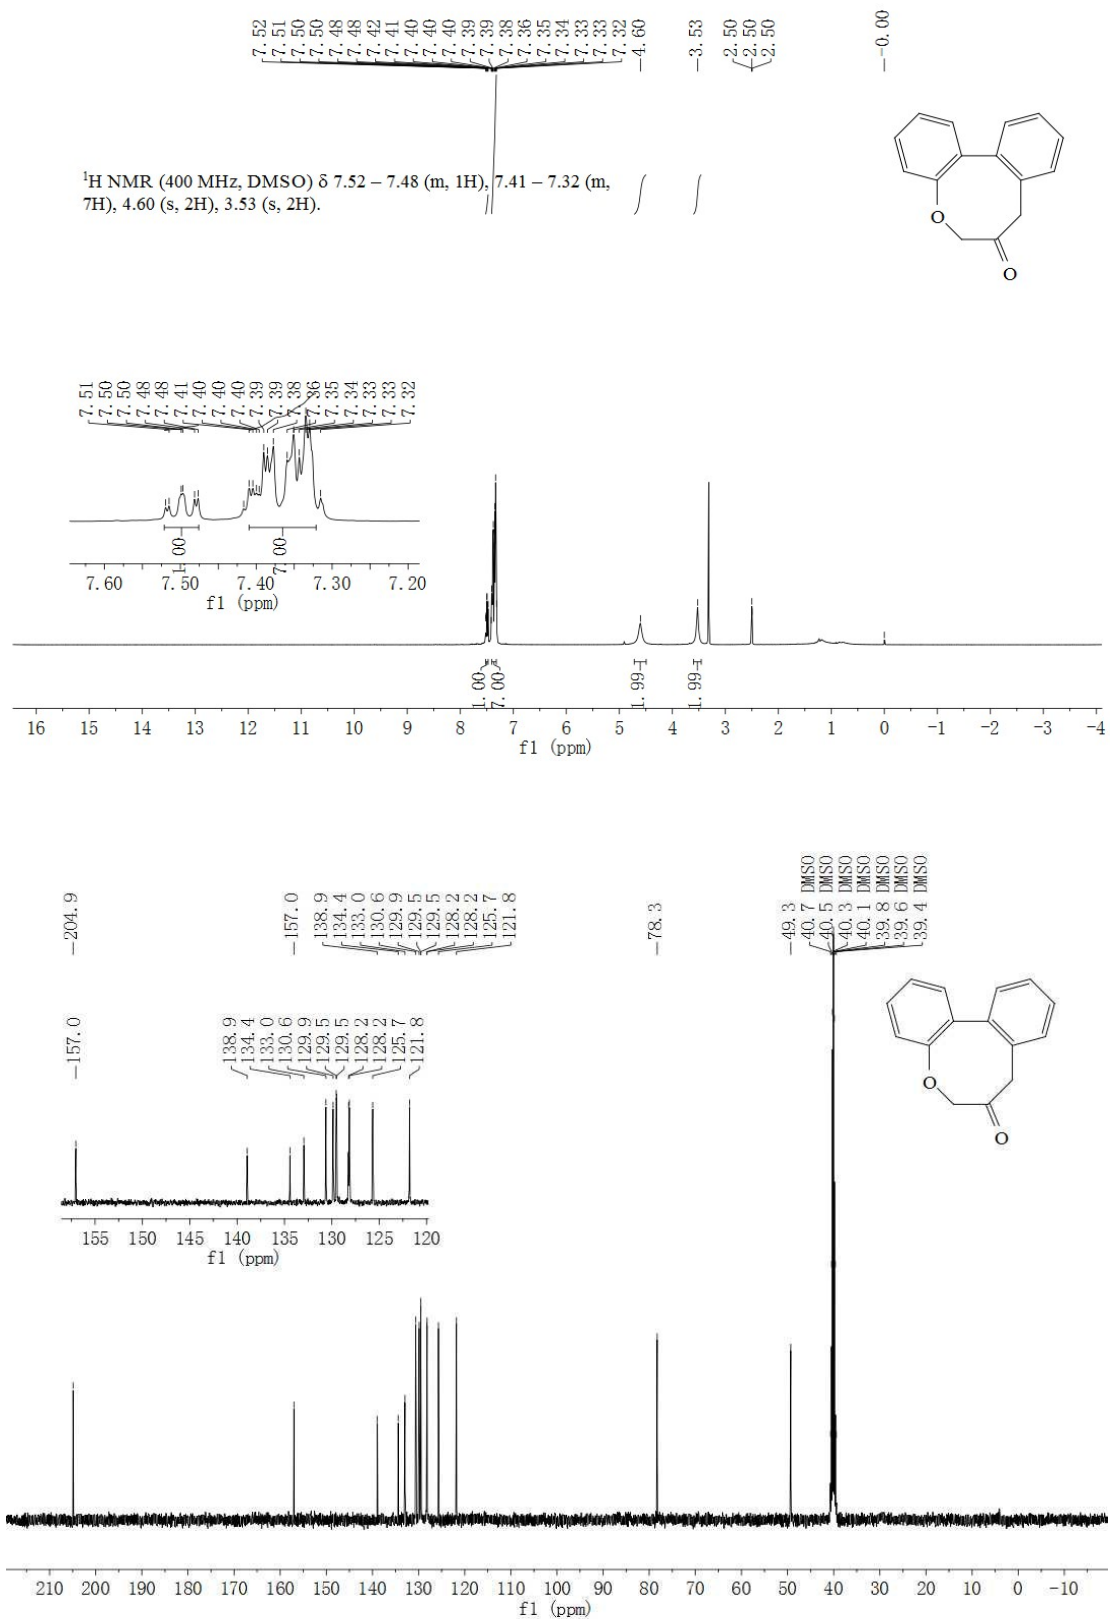 7.52 7.51 7.50 7.50 7.48 7.48 7.42 7.41 7.40 7.40 7.40 7.39 7.39 7.38 7.36 7.35 7.34 7.33 7.33 7.32 —4.60 —3.53 2.50 2.50 2.50 —-0.00
¹H NMR (400 MHz, DMSO) δ 7.52 – 7.48 (m, 1H), 7.41 – 7.32 (m,
7H), 4.60 (s, 2H), 3.53 (s, 2H).
O
O
7.51 7.50 7.50 7.48 7.48 7.41 7.40 7.40 7.40 7.39 7.39 7.38 7.36 7.35 7.34 7.33 7.33 7.32
1.00 7.00
7.60 7.50 7.40 7.30 7.20
f1 (ppm)
1.00 7.00 1.99 1.99
16 15 14 13 12 11 10 9 8 7 6 5 4 3 2 1 0 -1 -2 -3 -4
f1 (ppm)
—204.9 —157.0 138.9 134.4 133.0 130.6 129.9 129.5 129.5 128.2 128.2 125.7 121.8 —78.3 —49.3 40.7 DMSO 40.5 DMSO 40.3 DMSO 40.1 DMSO 39.8 DMSO 39.6 DMSO 39.4 DMSO
—157.0 138.9 134.4 133.0 130.6 129.9 129.5 129.5 128.2 128.2 125.7 121.8
O
O
155 150 145 140 135 130 125 120
f1 (ppm)
210 200 190 180 170 160 150 140 130 120 110 100 90 80 70 60 50 40 30 20 10 0 -10
f1 (ppm)